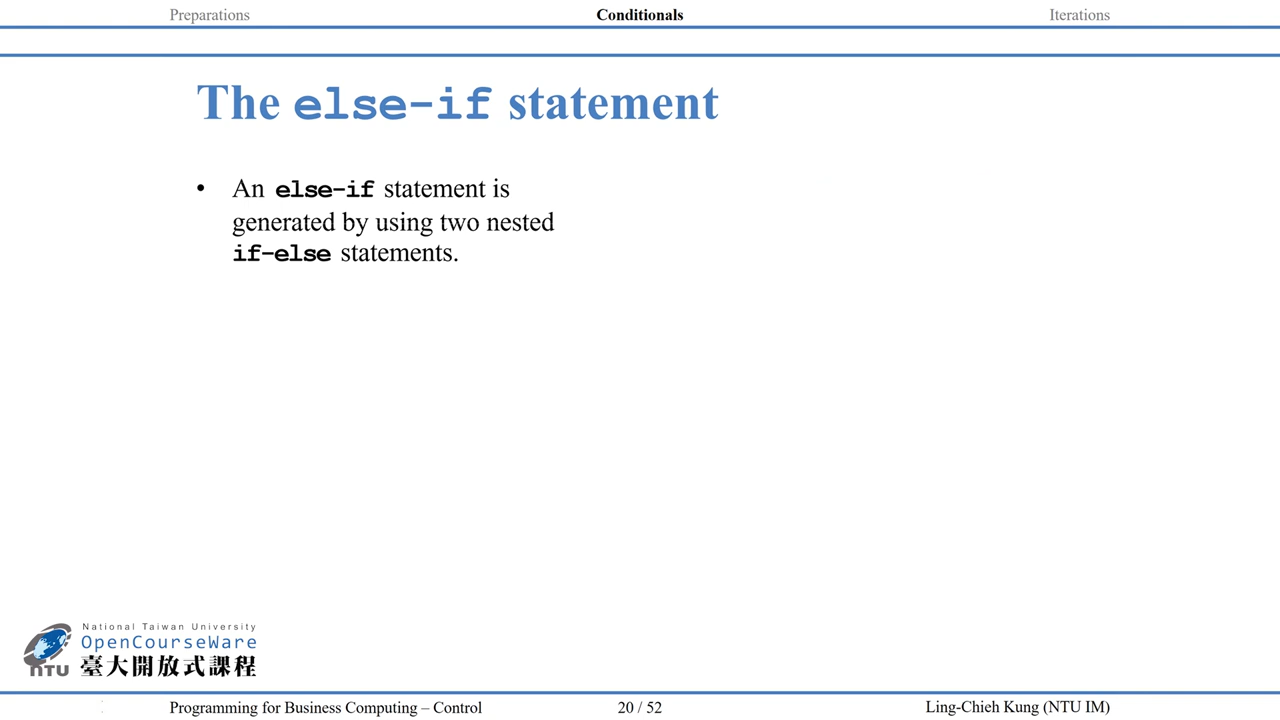 Preparations
Conditionals
Iterations
The else-if statement
• An else-if statement is
generated by using two nested
if-else statements.
National Taiwan University
OpenCourseWare
NTU 臺大開放式課程
Programming for Business Computing – Control
20 / 52
Ling-Chieh Kung (NTU IM)